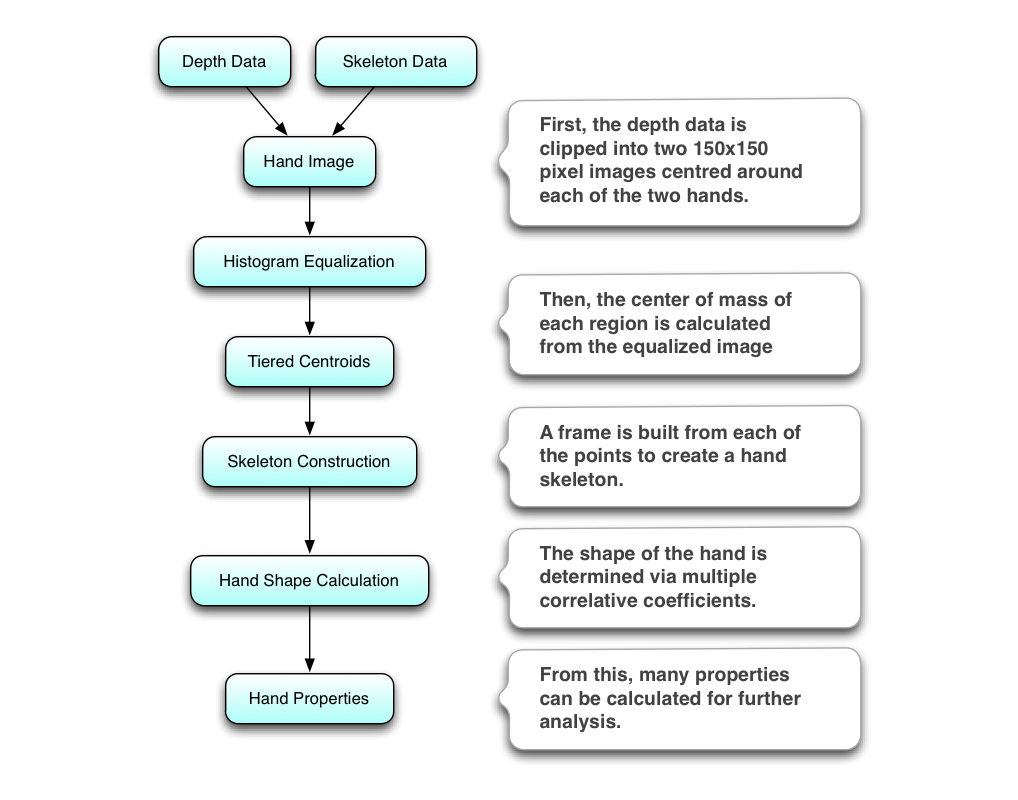 Depth Data
Skeleton Data
Hand Image
First, the depth data is
clipped into two 150x150
pixel images centred around
each of the two hands.
Histogram Equalization
Then, the center of mass of
each region is calculated
from the equalized image
Tiered Centroids
Skeleton Construction
A frame is built from each of
the points to create a hand
skeleton.
Hand Shape Calculation
The shape of the hand is
determined via multiple
correlative coefficients.
Hand Properties
From this, many properties
can be calculated for further
analysis.